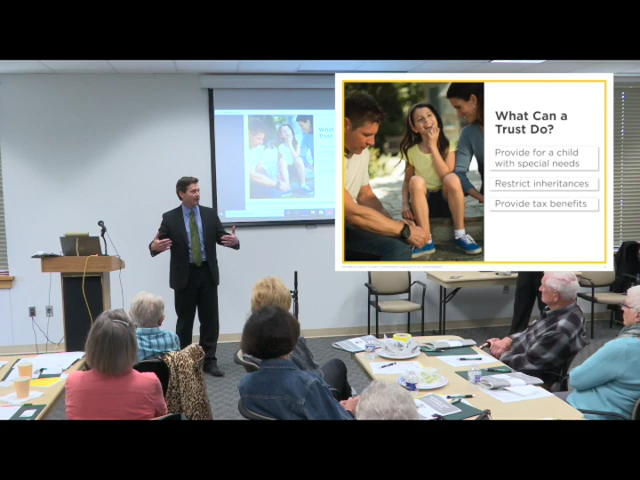 What Can a
Trust Do?
Provide for a child
with special needs
Restrict inheritances
Provide tax benefits